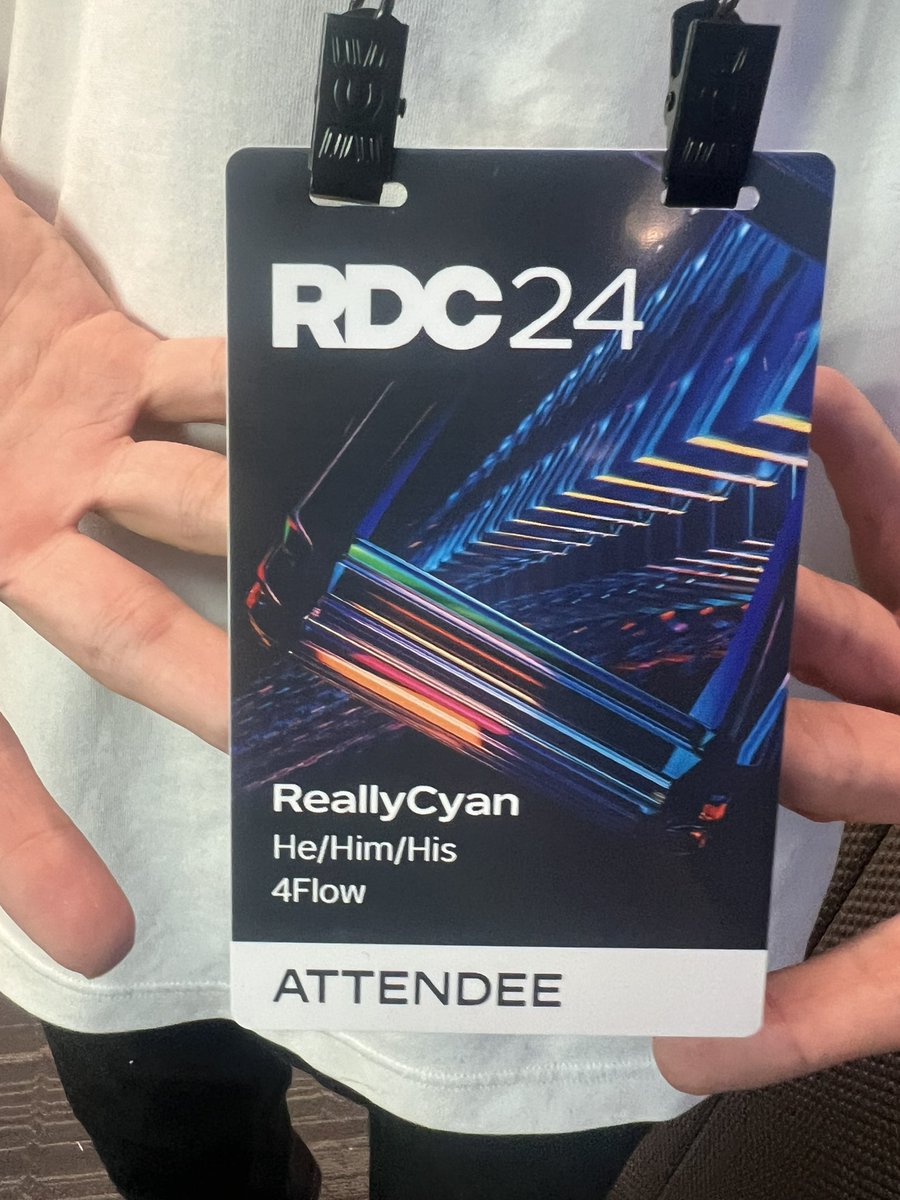 RDC24
ReallyCyan
He/Him/His
4Flow
ATTENDEE